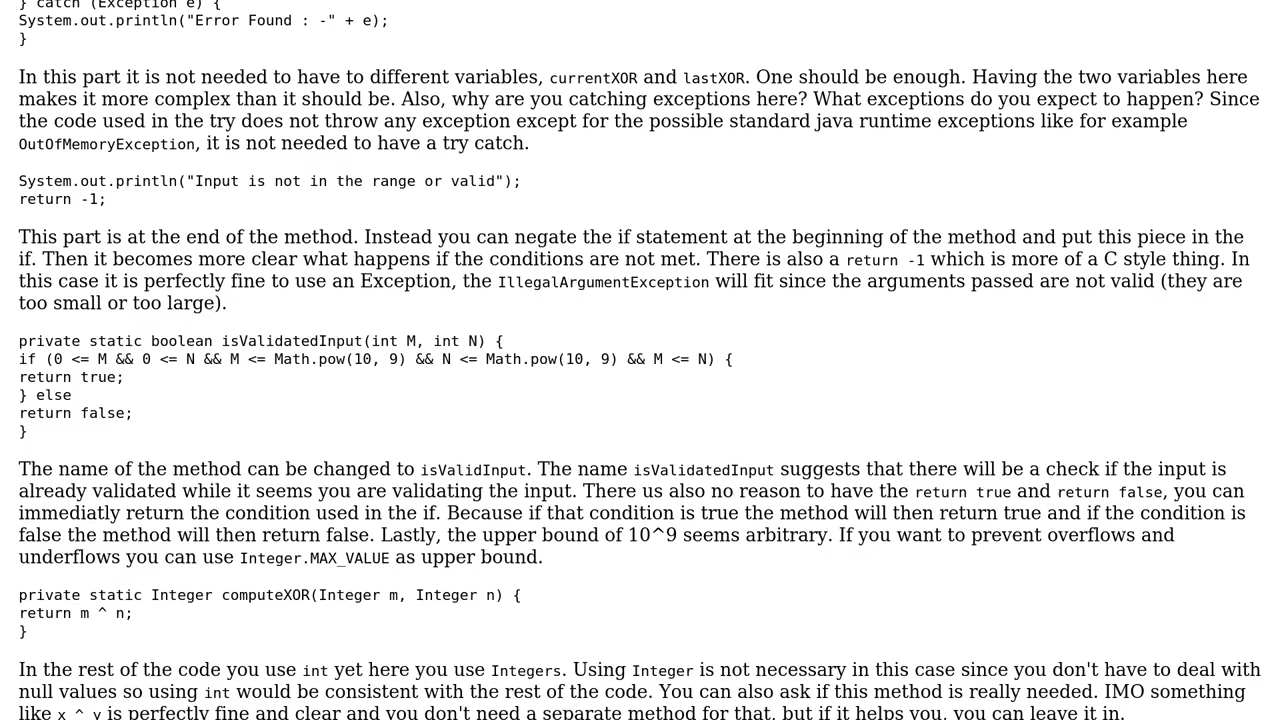 } catch (Exception e) {
System.out.println("Error Found : -" + e);
}
In this part it is not needed to have to different variables, currentXOR and lastXOR. One should be enough. Having the two variables here
makes it more complex than it should be. Also, why are you catching exceptions here? What exceptions do you expect to happen? Since
the code used in the try does not throw any exception except for the possible standard java runtime exceptions like for example
OutOfMemoryException, it is not needed to have a try catch.
System.out.println("Input is not in the range or valid");
return -1;
This part is at the end of the method. Instead you can negate the if statement at the beginning of the method and put this piece in the
if. Then it becomes more clear what happens if the conditions are not met. There is also a return -1 which is more of a C style thing. In
this case it is perfectly fine to use an Exception, the IllegalArgumentException will fit since the arguments passed are not valid (they are
too small or too large).
private static boolean isValidatedInput(int M, int N) {
if (0 <= M && 0 <= N && M <= Math.pow(10, 9) && N <= Math.pow(10, 9) && M <= N) {
return true;
} else
return false;
}
The name of the method can be changed to isValidInput. The name isValidatedInput suggests that there will be a check if the input is
already validated while it seems you are validating the input. There us also no reason to have the return true and return false, you can
immediatly return the condition used in the if. Because if that condition is true the method will then return true and if the condition is
false the method will then return false. Lastly, the upper bound of 10^9 seems arbitrary. If you want to prevent overflows and
underflows you can use Integer.MAX_VALUE as upper bound.
private static Integer computeXOR(Integer m, Integer n) {
return m ^ n;
}
In the rest of the code you use int yet here you use Integers. Using Integer is not necessary in this case since you don't have to deal with
null values so using int would be consistent with the rest of the code. You can also ask if this method is really needed. IMO something
like x ^ y is perfectly fine and clear and you don't need a separate method for that, but if it helps you, you can leave it in.